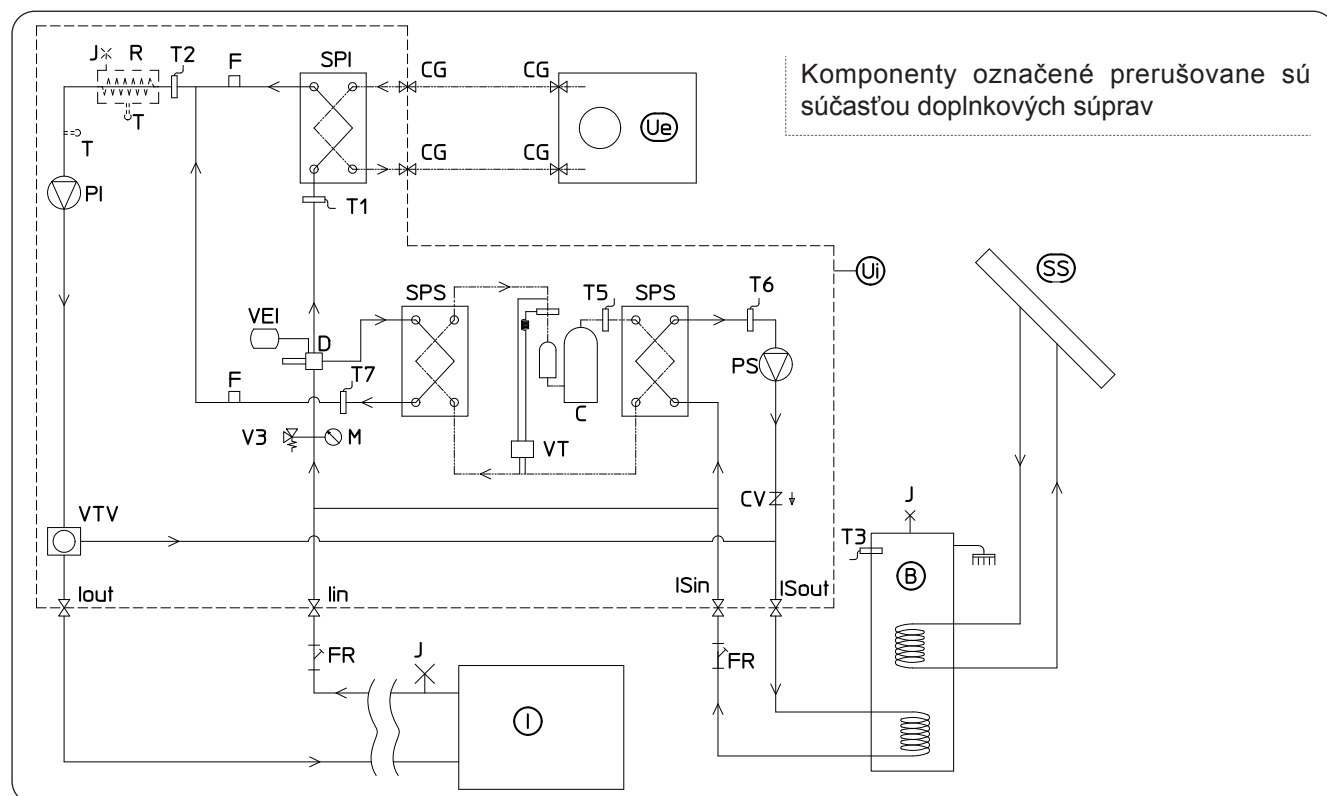 J R T2 F SPI CG CG
Komponenty označené prerušovane sú
súčasťou doplnkových súprav
Ue
T T
CG CG
PI T1
SS
Ui
SPS T5 SPS T6
VEI D
PS
F T7
C
V3 M VT
CV J
VTV T3
B
Iout Iin ISin ISout
FR J FR
I